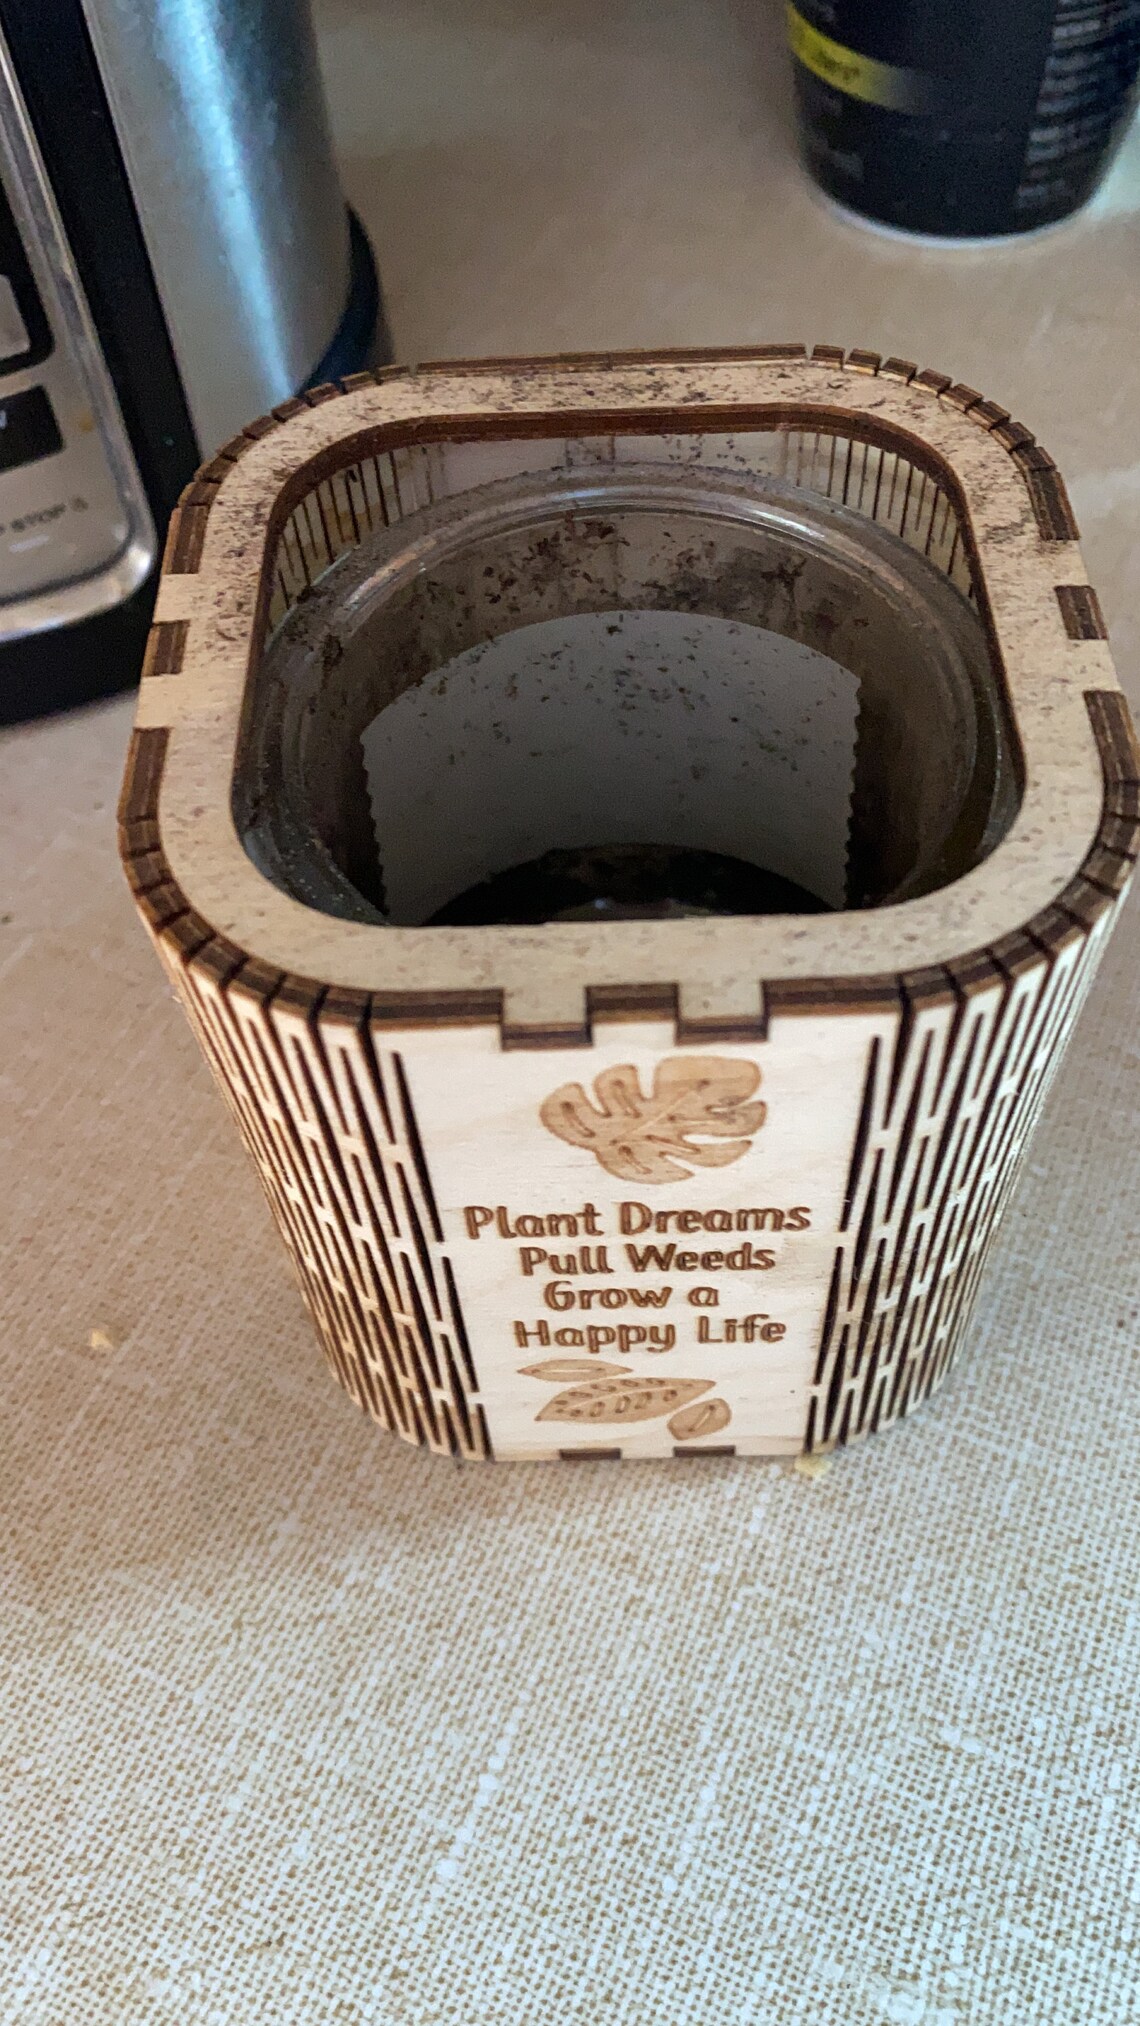 Plant Dreams
Pull Weeds
Grow a
Happy Life